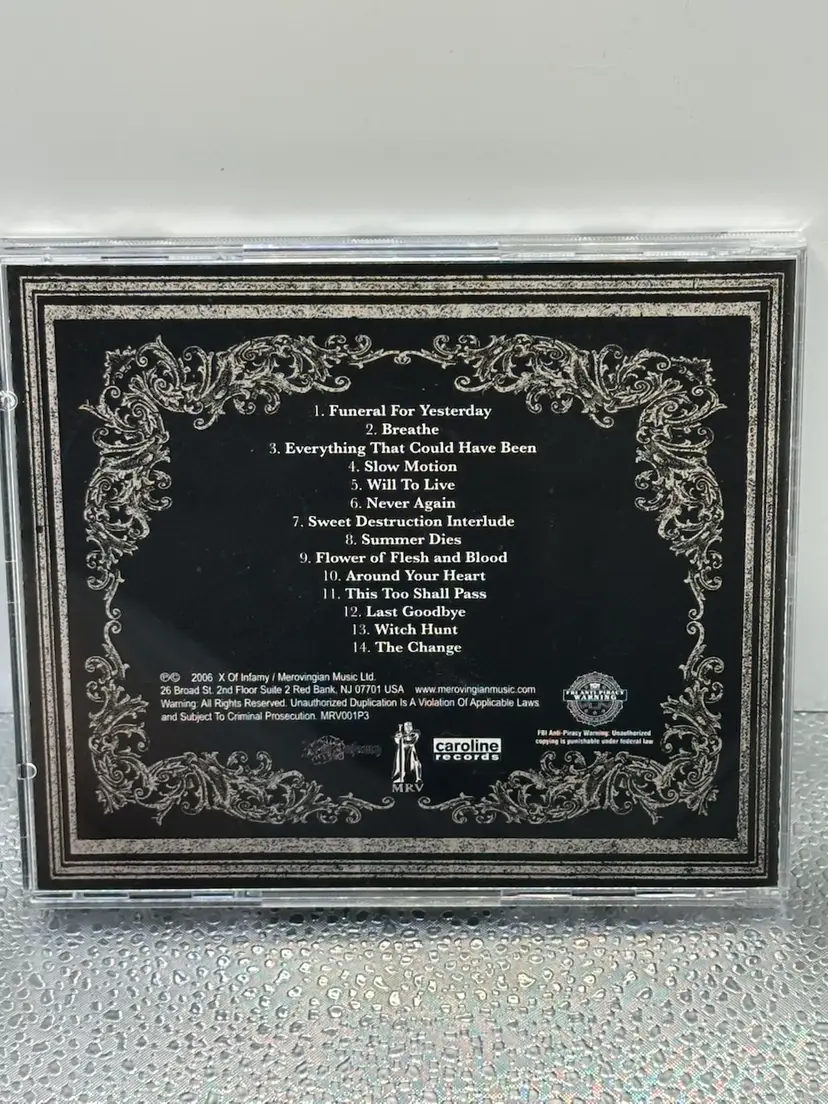 1. Funeral For Yesterday
2. Breathe
3. Everything That Could Have Been
4. Slow Motion
5. Will To Live
6. Never Again
7. Sweet Destruction Interlude
8. Summer Dies
9. Flower of Flesh and Blood
10. Around Your Heart
11. This Too Shall Pass
12. Last Goodbye
13. Witch Hunt
14. The Change
℗© 2006 X Of Infamy / Merovingian Music Ltd.
26 Broad St. 2nd Floor Suite 2 Red Bank, NJ 07701 USA www.merovingianmusic.com
Warning: All Rights Reserved. Unauthorized Duplication Is A Violation Of Applicable Laws
and Subject To Criminal Prosecution. MRV001P3
FBI ANTI-PIRACY
WARNING
FBI Anti-Piracy Warning: Unauthorized
copying is punishable under federal law
MRV
caroline
records